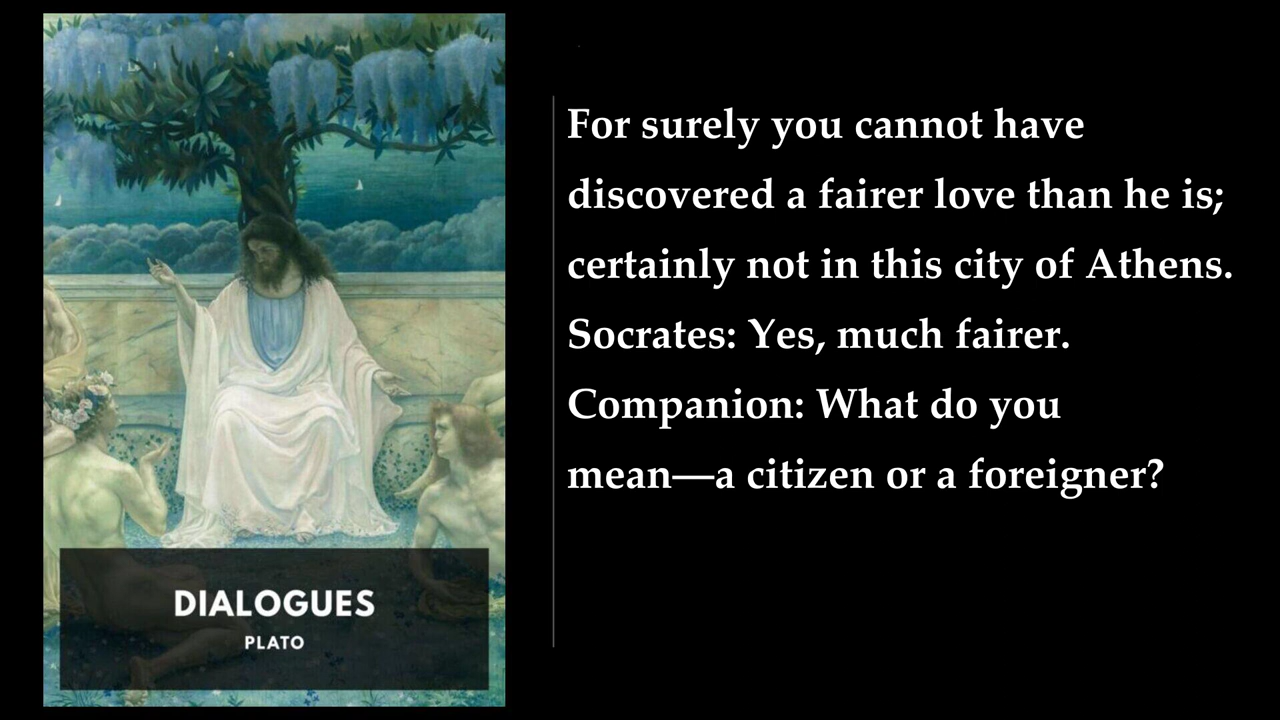 For surely you cannot have
discovered a fairer love than he is;
certainly not in this city of Athens.
Socrates: Yes, much fairer.
Companion: What do you
mean—a citizen or a foreigner?
DIALOGUES
PLATO